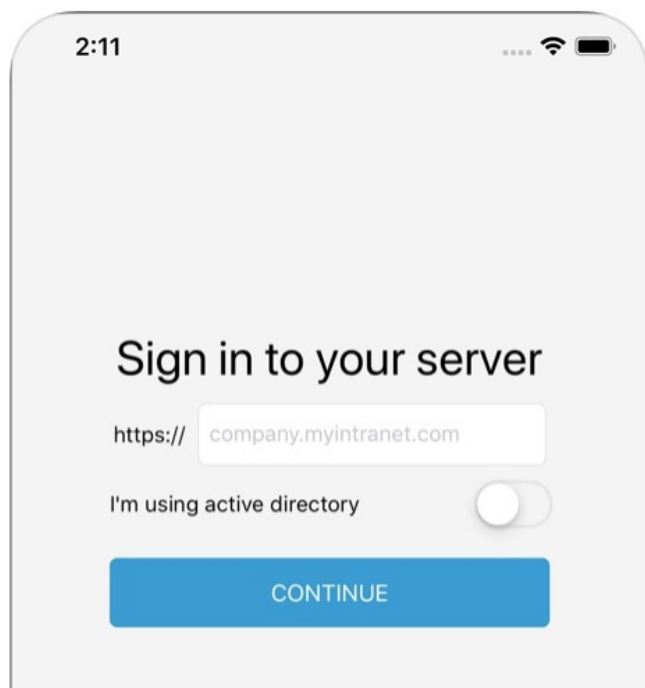 2:11
Sign in to your server
https:// company.myintranet.com
I'm using active directory
CONTINUE